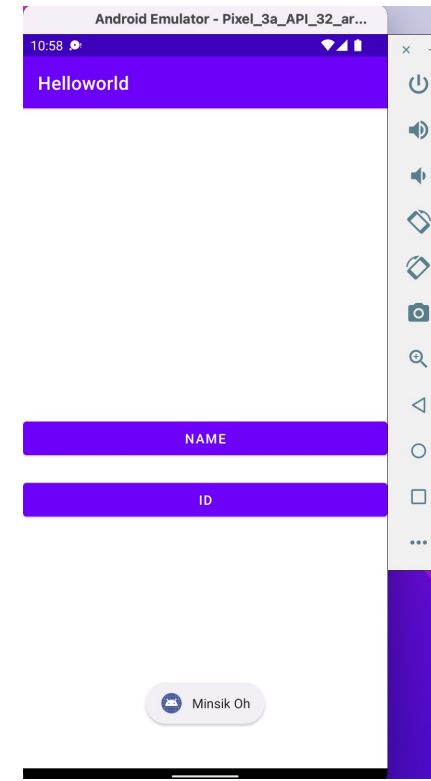 Android Emulator - Pixel_3a_API_32_ar...
10:58
Helloworld
NAME
ID
Minsik Oh